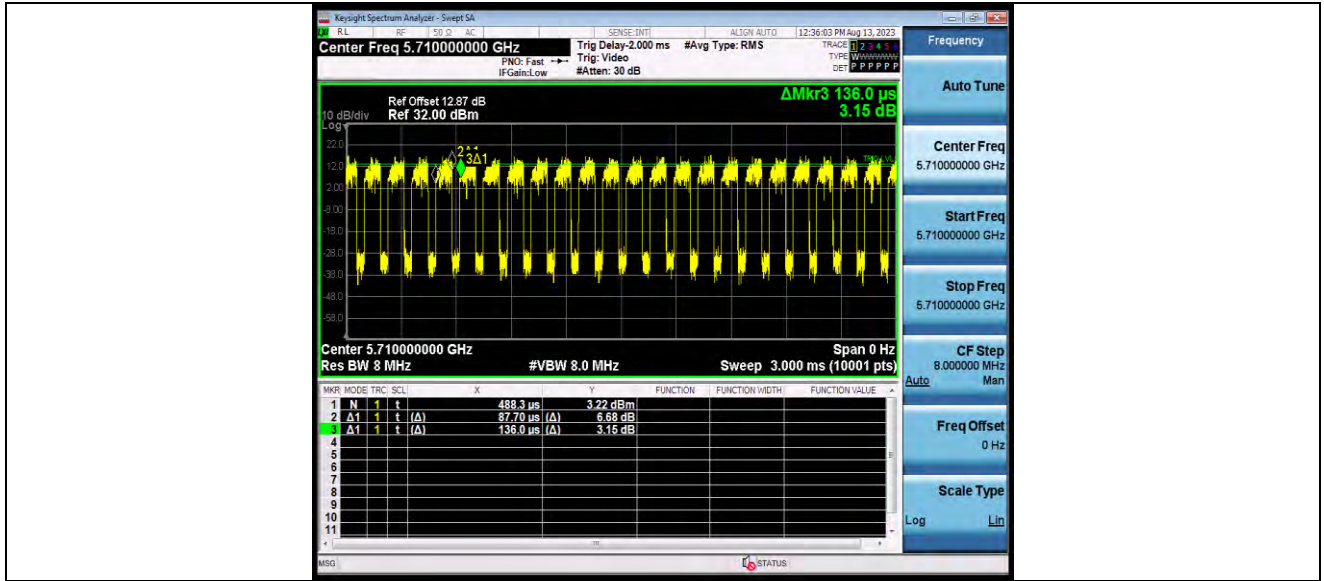 Keysight Spectrum Analyzer - Swept SA
RL RF 50 Ω AC SENSE:INT ALIGN AUTO 12:36:03 PM Aug 13, 2023
Center Freq 5.710000000 GHz Trig Delay-2.000 ms #Avg Type: RMS TRACE 1 2 3 4 5 6
PNO: Fast Trig: Video TYPE WWWWWW
IFGain:Low #Atten: 30 dB DET P P P P P P
Frequency
ΔMkr3 136.0 µs
3.15 dB
Ref Offset 12.87 dB
10 dB/div Ref 32.00 dBm
Log
22.0
12.0
2.00
-8.00
-18.0
-28.0
-38.0
-48.0
-58.0
3Δ1
TRIG LVL
Center 5.710000000 GHz Span 0 Hz
Res BW 8 MHz #VBW 8.0 MHz Sweep 3.000 ms (10001 pts)
MKR MODE TRC SCL X Y FUNCTION FUNCTION WIDTH FUNCTION VALUE
1 N 1 t 488.3 µs 3.22 dBm
2 Δ1 1 t (Δ) 87.70 µs (Δ) 6.68 dB
3 Δ1 1 t (Δ) 136.0 µs (Δ) 3.15 dB
4
5
6
7
8
9
10
11
MSG STATUS
Auto Tune
Center Freq
5.710000000 GHz
Start Freq
5.710000000 GHz
Stop Freq
5.710000000 GHz
CF Step
8.000000 MHz
Auto Man
Freq Offset
0 Hz
Scale Type
Log Lin